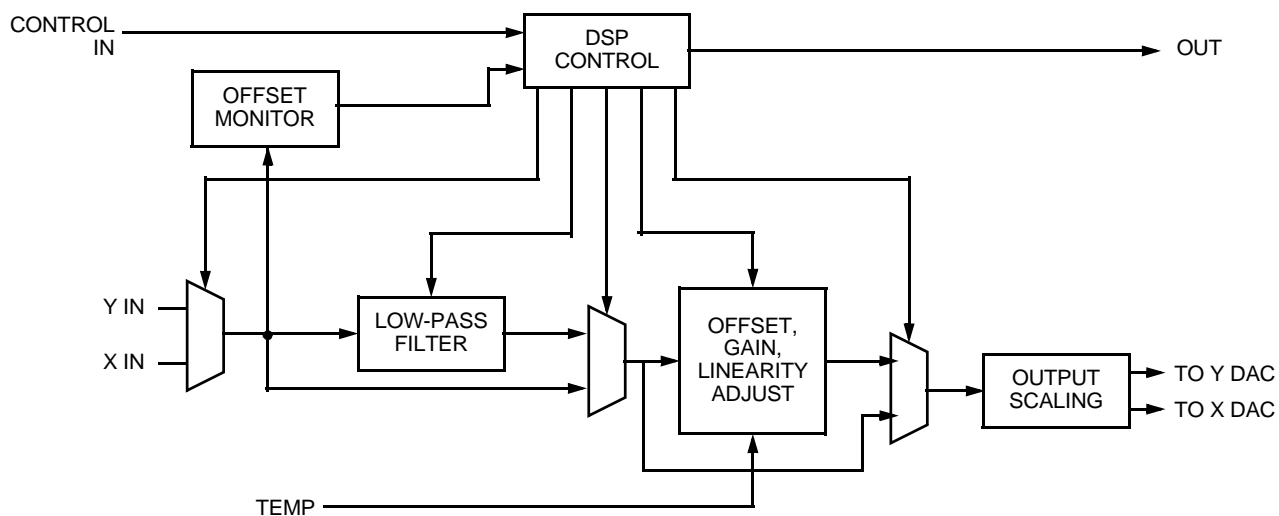 CONTROL
IN
DSP
CONTROL
OUT
OFFSET
MONITOR
Y IN
X IN
LOW-PASS
FILTER
OFFSET,
GAIN,
LINEARITY
ADJUST
OUTPUT
SCALING
TO Y DAC
TO X DAC
TEMP